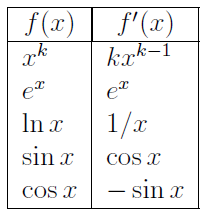 f(x) f′(x)
x^k kx^{k−1}
e^x e^x
ln x 1/x
sin x cos x
cos x − sin x